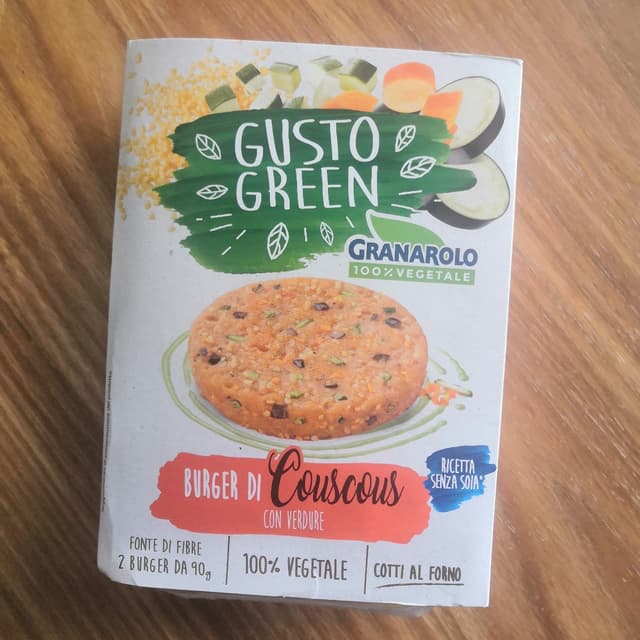 GUSTO
GREEN
GRANAROLO
100% VEGETALE
BURGER DI Couscous
CON VERDURE
RICETTA
SENZA SOIA*
FONTE DI FIBRE
2 BURGER DA 90g
100% VEGETALE
COTTI AL FORNO